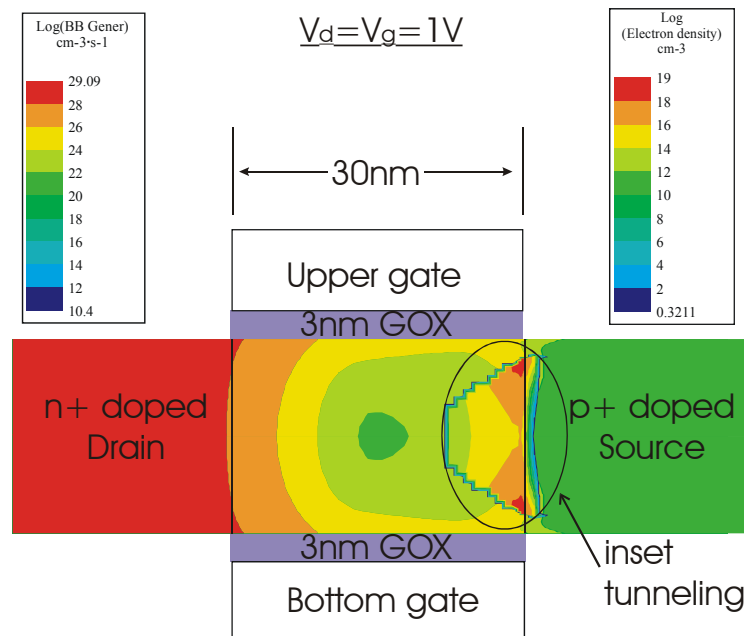 Log(BB Gener)
cm-3·s-1
29.09
28
26
24
22
20
18
16
14
12
10.4
Vd=Vg=1V
Log
(Electron density)
cm-3
19
18
16
14
12
10
8
6
4
2
0.3211
30nm
Upper gate
3nm GOX
n+ doped
Drain
p+ doped
Source
3nm GOX
Bottom gate
inset
tunneling